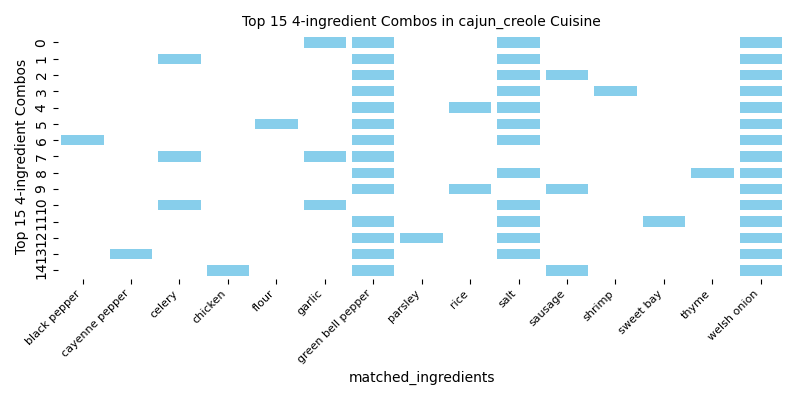 Top 15 4-ingredient Combos in cajun_creole Cuisine
Top 15 4-ingredient Combos
0
1
2
3
4
5
6
7
8
9
10
11
12
13
14
black pepper
cayenne pepper
celery
chicken
flour
garlic
green bell pepper
parsley
rice
salt
sausage
shrimp
sweet bay
thyme
welsh onion
matched_ingredients